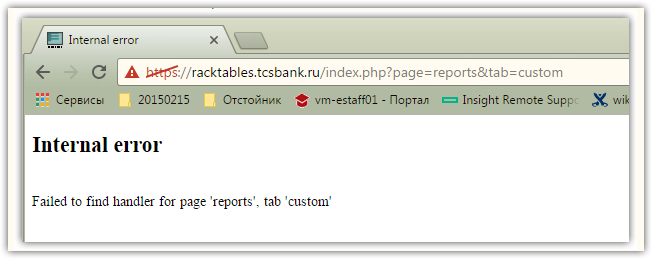 Internal error
https://racktables.tcsbank.ru/index.php?page=reports&tab=custom
Сервисы 20150215 Отстойник vm-estaff01 - Портал Insight Remote Suppo wik
Internal error
Failed to find handler for page 'reports', tab 'custom'